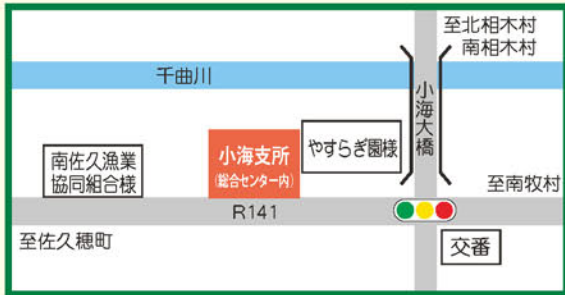 至北相木村
南相木村
千曲川
小海大橋
小海支所
(総合センター内)
やすらぎ園様
南佐久漁業
協同組合様
至南牧村
R141
至佐久穂町
交番